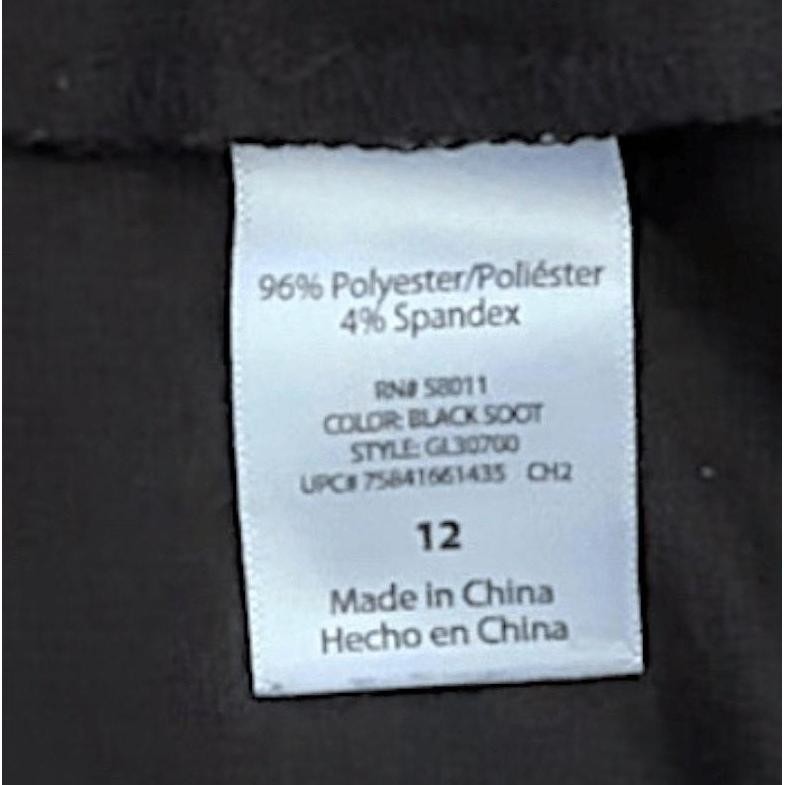 96% Polyester/Poliéster
4% Spandex
RN# 58011
COLOR: BLACK SOOT
STYLE: GL30700
UPC# 75841661435 CH2
12
Made in China
Hecho en China